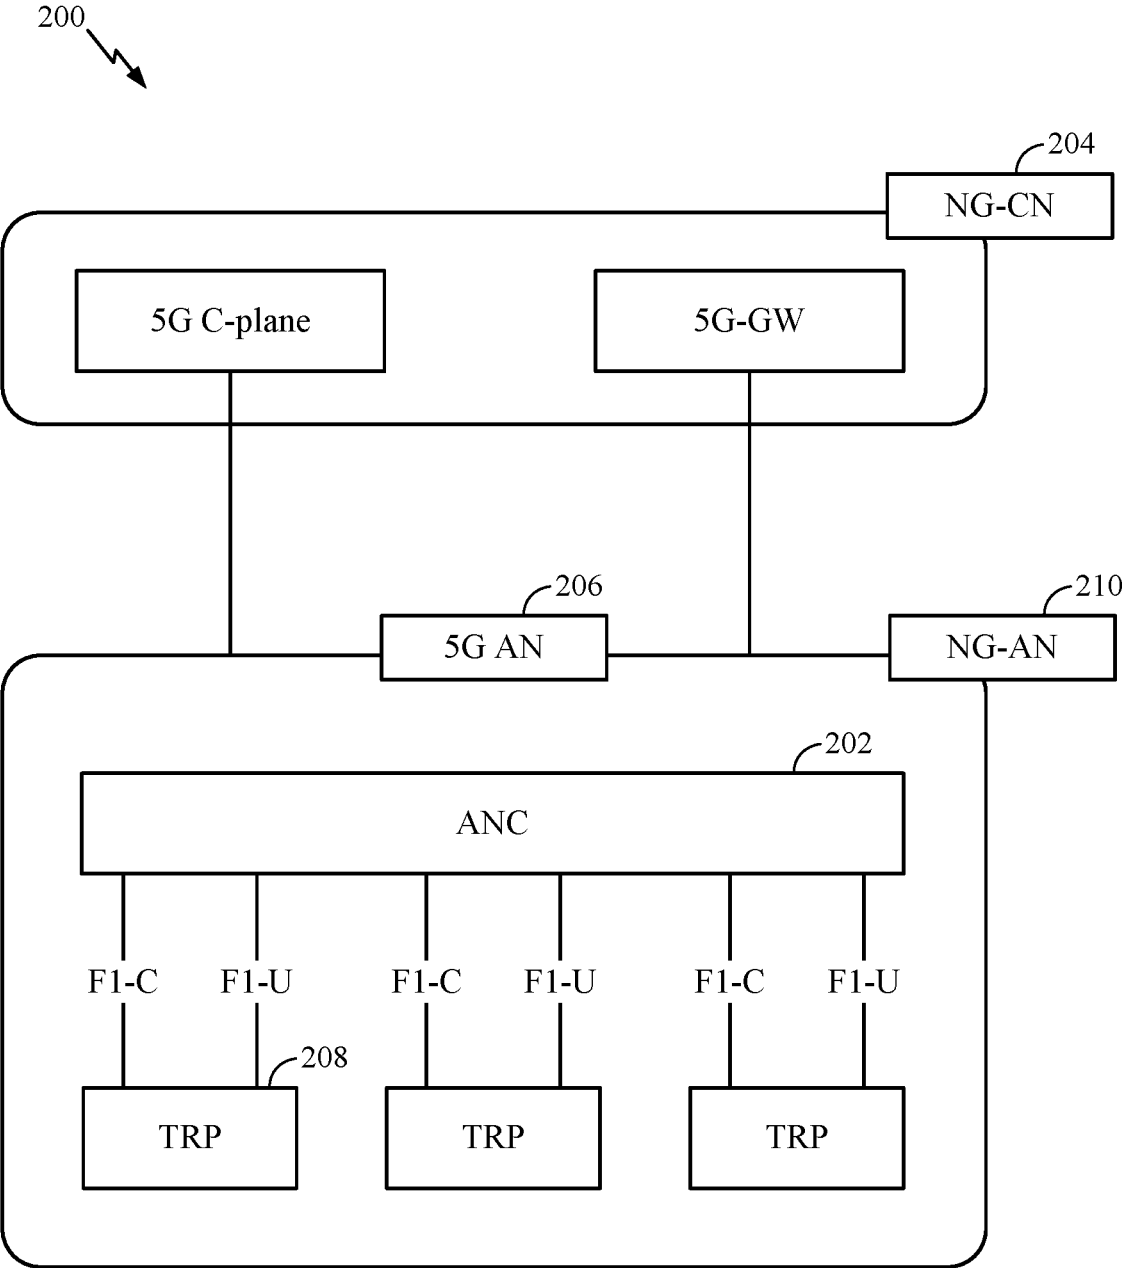 200
204
NG-CN
5G C-plane
5G-GW
206
210
5G AN
NG-AN
202
ANC
F1-C
F1-U
F1-C
F1-U
F1-C
F1-U
208
TRP
TRP
TRP